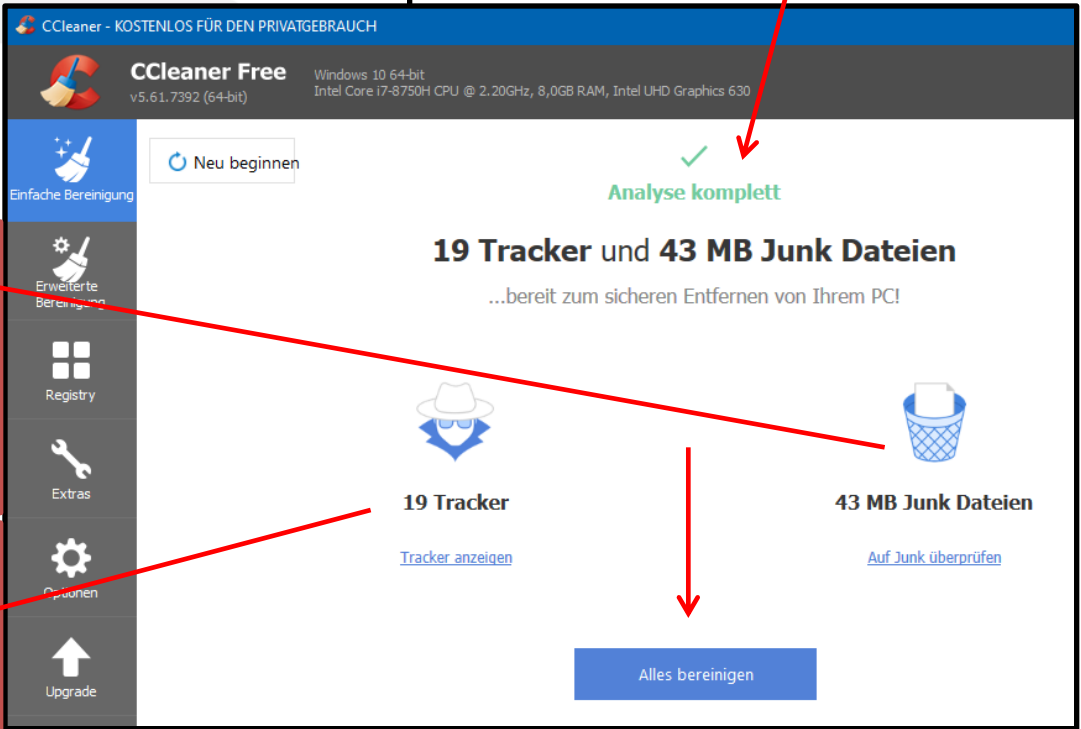 CCleaner - KOSTENLOS FÜR DEN PRIVATGEBRAUCH
CCleaner Free
v5.61.7392 (64-bit)
Windows 10 64-bit
Intel Core i7-8750H CPU @ 2.20GHz, 8,0GB RAM, Intel UHD Graphics 630
Einfache Bereinigung
Erweiterte
Bereinigung
Registry
Extras
Optionen
Upgrade
Neu beginnen
Analyse komplett
19 Tracker und 43 MB Junk Dateien
...bereit zum sicheren Entfernen von Ihrem PC!
19 Tracker
43 MB Junk Dateien
Tracker anzeigen
Auf Junk überprüfen
Alles bereinigen